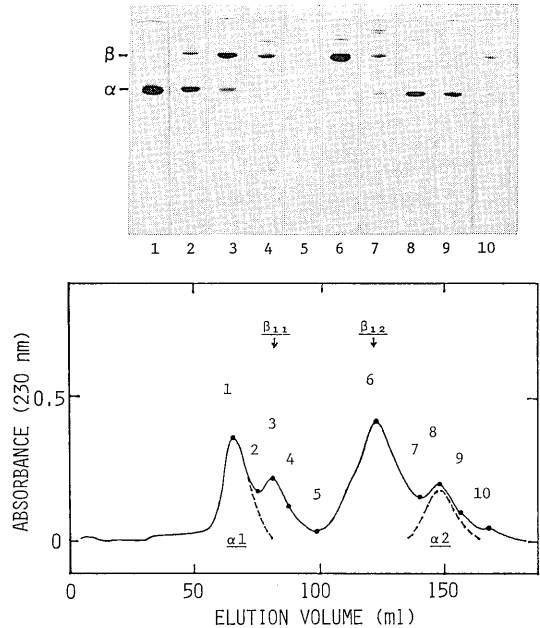 β
α
1 2 3 4 5 6 7 8 9 10
β11 β12
1 2 3 4 5 6 7 8 9 10
0.5
0
α1 α2
0 50 100 150
ABSORBANCE (230 nm)
ELUTION VOLUME (ml)